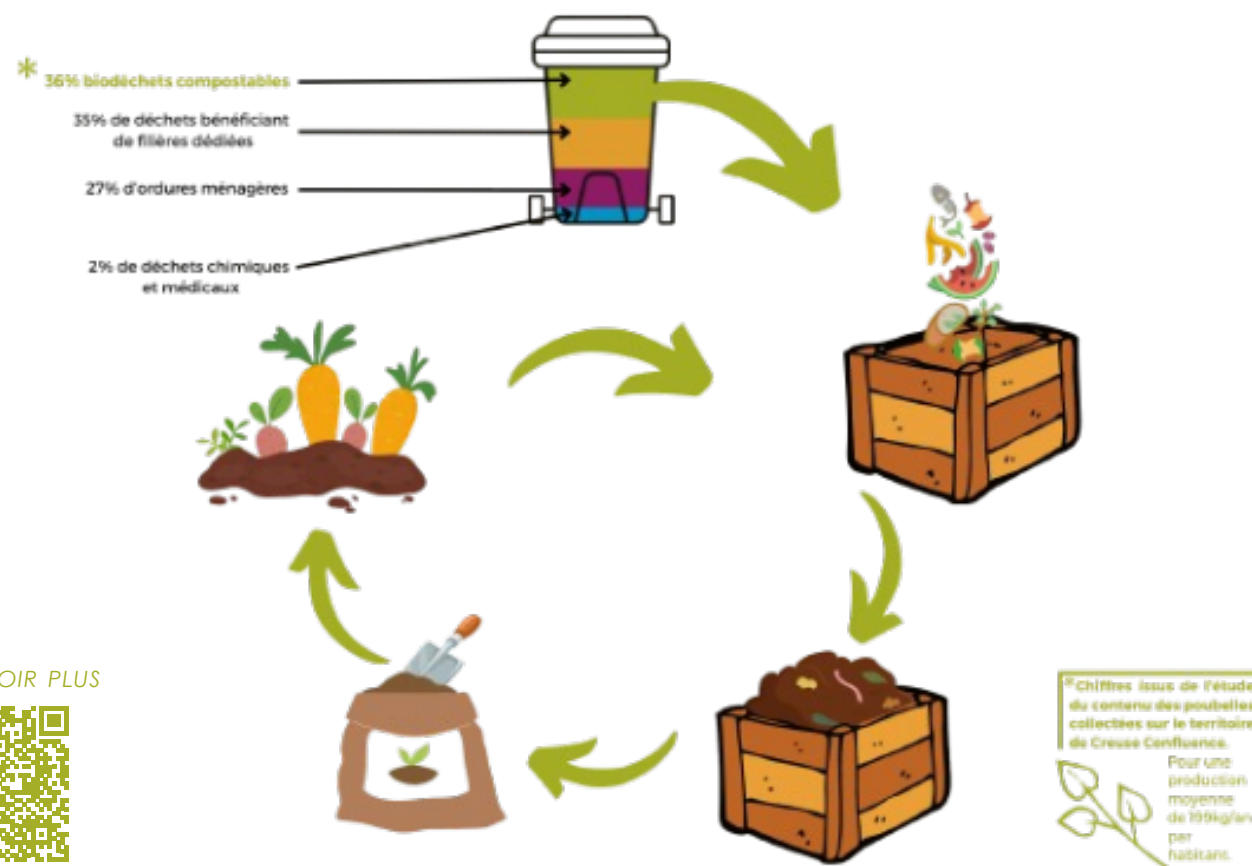 * 36% biodéchets compostables
35% de déchets bénéficiant
de filières dédiées
27% d'ordures ménagères
2% de déchets chimiques
et médicaux
OIR PLUS
*Chiffres issus de l'étude
du contenu des poubelles
collectées sur le territoire
de Creuse Confluence.
Pour une
production
moyenne
de 199kg/an/
par
habitant.